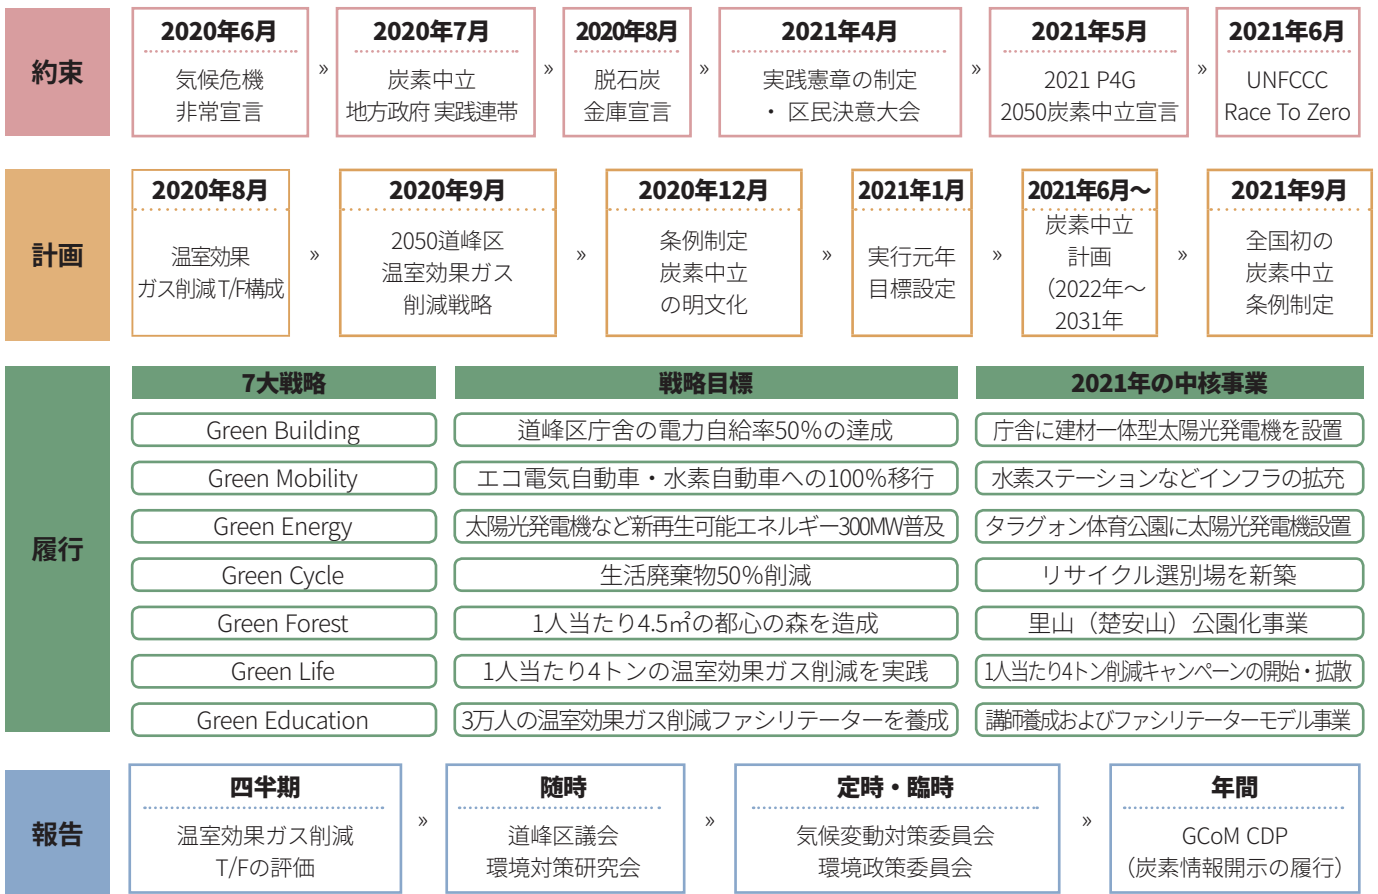 約束
2020年6月
気候危機
非常宣言
»
2020年7月
炭素中立
地方政府 実践連帯
»
2020年8月
脱石炭
金庫宣言
»
2021年4月
実践憲章の制定
・ 区民決意大会
»
2021年5月
2021 P4G
2050炭素中立宣言
»
2021年6月
UNFCCC
Race To Zero
計画
2020年8月
温室効果
ガス削減 T/F構成
»
2020年9月
2050道峰区
温室効果ガス
削減戦略
»
2020年12月
条例制定
炭素中立
の明文化
»
2021年1月
実行元年
目標設定
»
2021年6月～
炭素中立
計画
（2022年～
2031年
»
2021年9月
全国初の
炭素中立
条例制定
履行
7大戦略 戦略目標 2021年の中核事業
Green Building 道峰区庁舎の電力自給率50%の達成 庁舎に建材一体型太陽光発電機を設置
Green Mobility エコ電気自動車・水素自動車への100%移行 水素ステーションなどインフラの拡充
Green Energy 太陽光発電機など新再生可能エネルギー300MW普及 タラグォン体育公園に太陽光発電機設置
Green Cycle 生活廃棄物50%削減 リサイクル選別場を新築
Green Forest 1人当たり4.5㎡の都心の森を造成 里山（楚安山）公園化事業
Green Life 1人当たり4トンの温室効果ガス削減を実践 1人当たり4トン削減キャンペーンの開始・拡散
Green Education 3万人の温室効果ガス削減ファシリテーターを養成 講師養成およびファシリテーターモデル事業
報告
四半期
温室効果ガス削減
T/Fの評価
»
随時
道峰区議会
環境対策研究会
»
定時・臨時
気候変動対策委員会
環境政策委員会
»
年間
GCoM CDP
（炭素情報開示の履行）